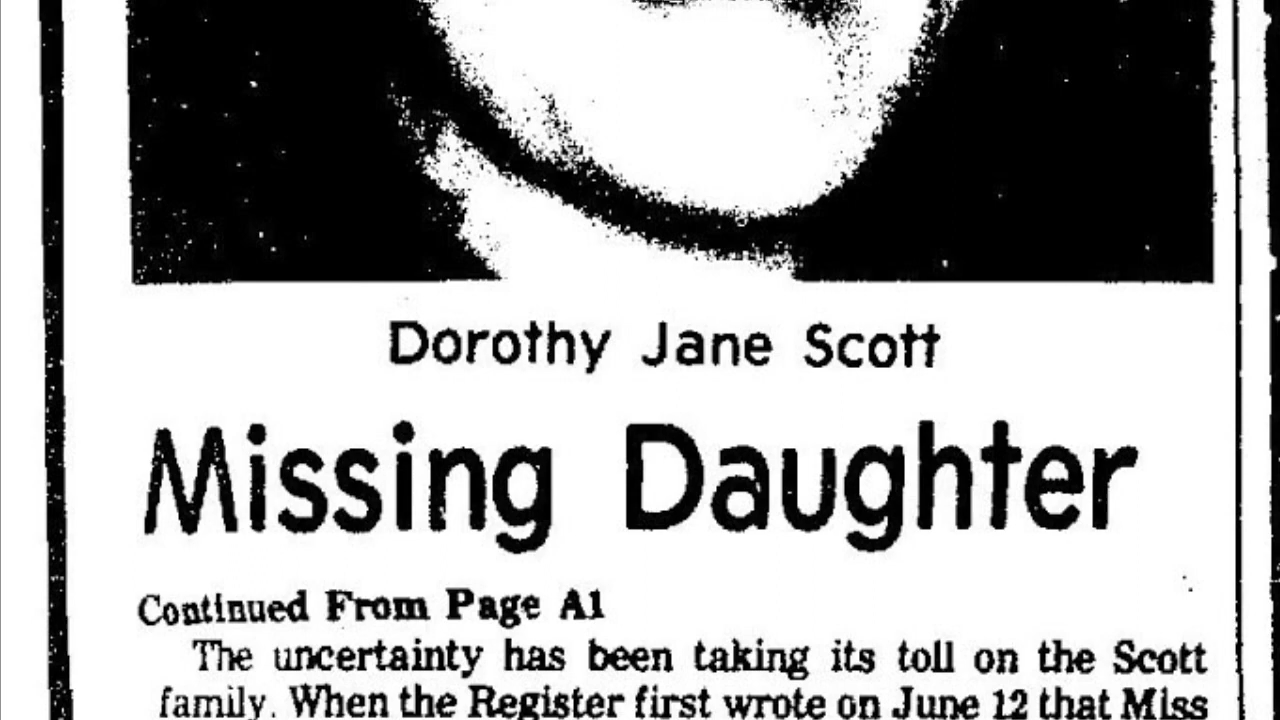 Dorothy Jane Scott
Missing Daughter
Continued From Page A1
The uncertainty has been taking its toll on the Scott
family. When the Register first wrote on June 12 that Miss